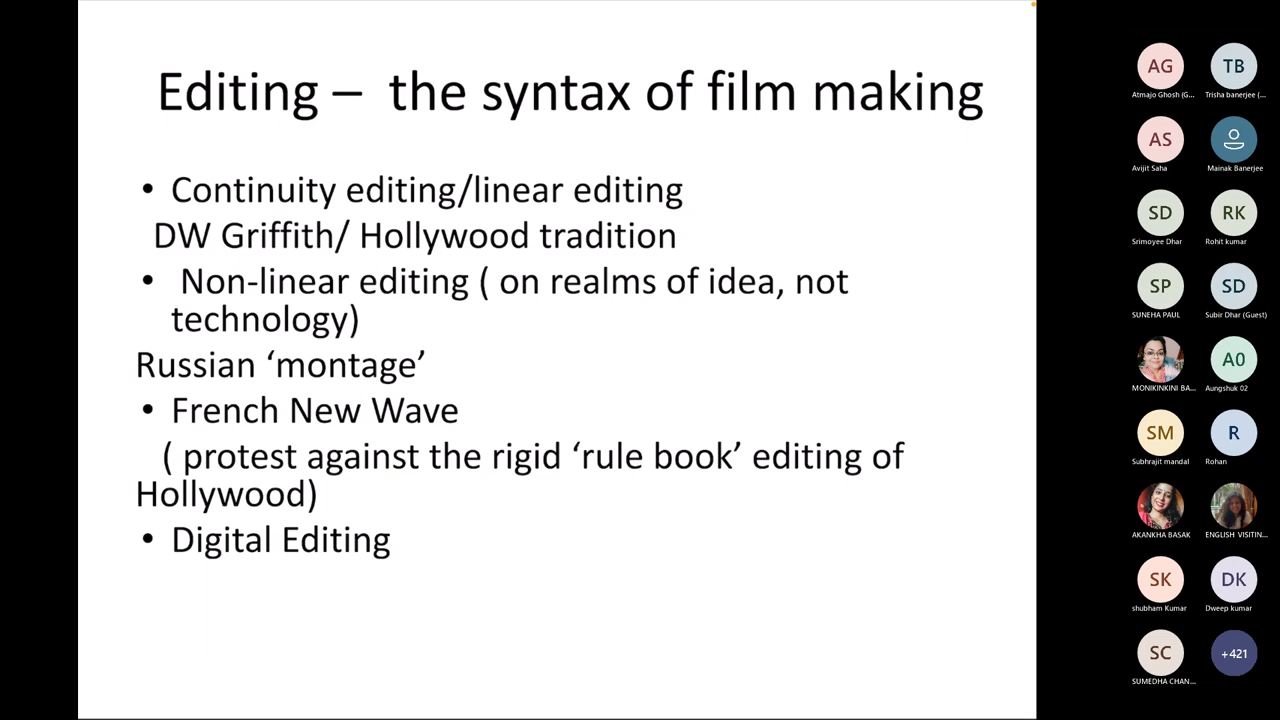 Editing – the syntax of film making
• Continuity editing/linear editing
DW Griffith/ Hollywood tradition
• Non-linear editing ( on realms of idea, not
technology)
Russian ‘montage’
• French New Wave
( protest against the rigid ‘rule book’ editing of
Hollywood)
• Digital Editing
AG TB
Atmajo Ghosh (G... Trisha banerjee (...
AS
Avijit Saha Mainak Banerjee
SD RK
Srimoyee Dhar Rohit kumar
SP SD
SUNEHA PAUL Subir Dhar (Guest)
A0
MONIKINKINI BA... Aungshuk 02
SM R
Subhrajit mandal Rohan
AKANKHA BASAK ENGLISH VISITIN...
SK DK
shubham Kumar Dweep kumar
SC +421
SUMEDHA CHAN...